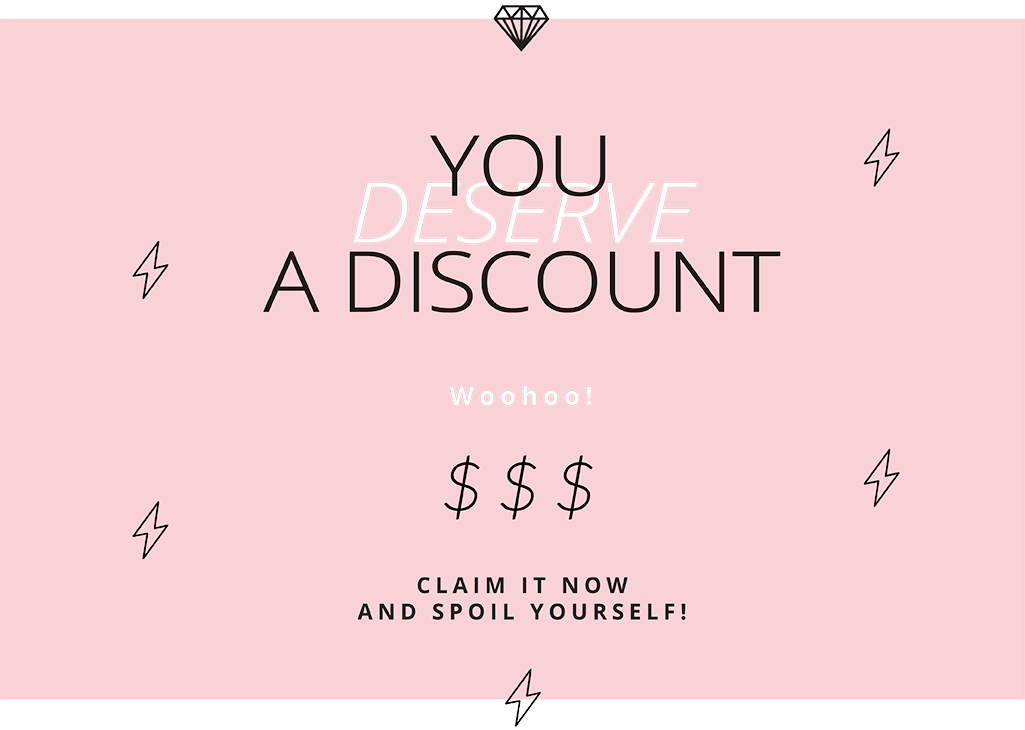 YOU
DESERVE
A DISCOUNT
Woohoo!
$ $ $
CLAIM IT NOW
AND SPOIL YOURSELF!